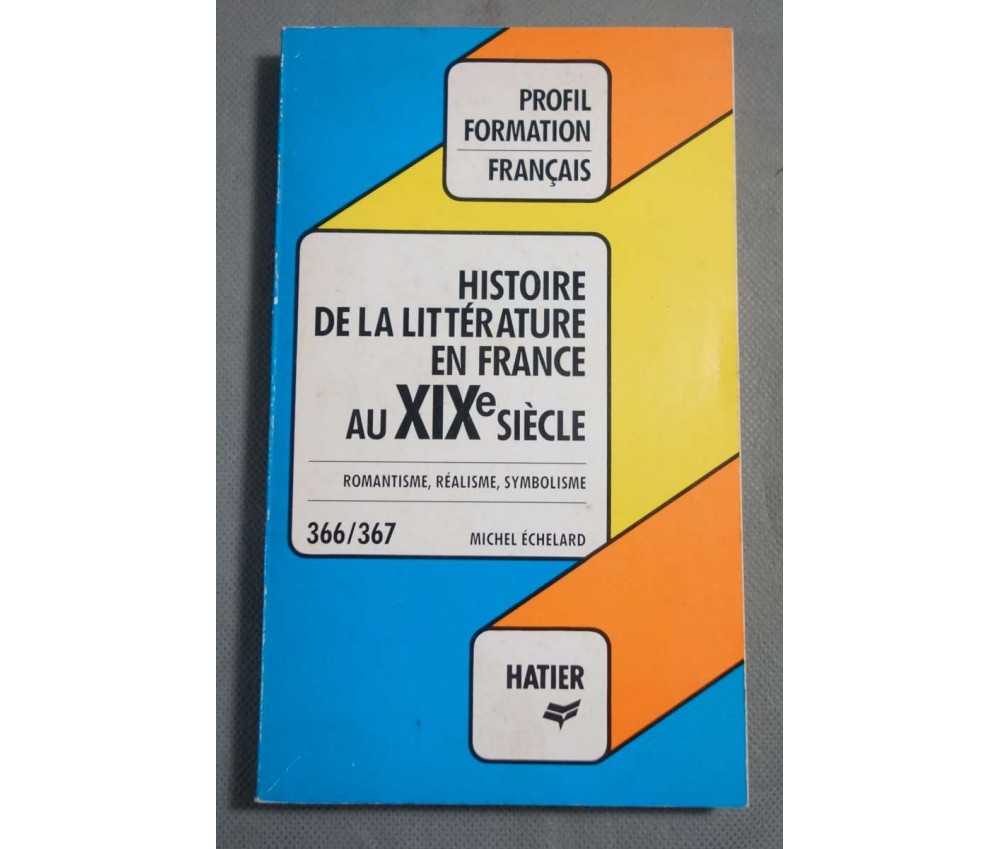 PROFIL
FORMATION
FRANÇAIS
HISTOIRE
DE LA LITTÉRATURE
EN FRANCE
AU XIXe SIÈCLE
ROMANTISME, RÉALISME, SYMBOLISME
366/367 MICHEL ÉCHELARD
HATIER